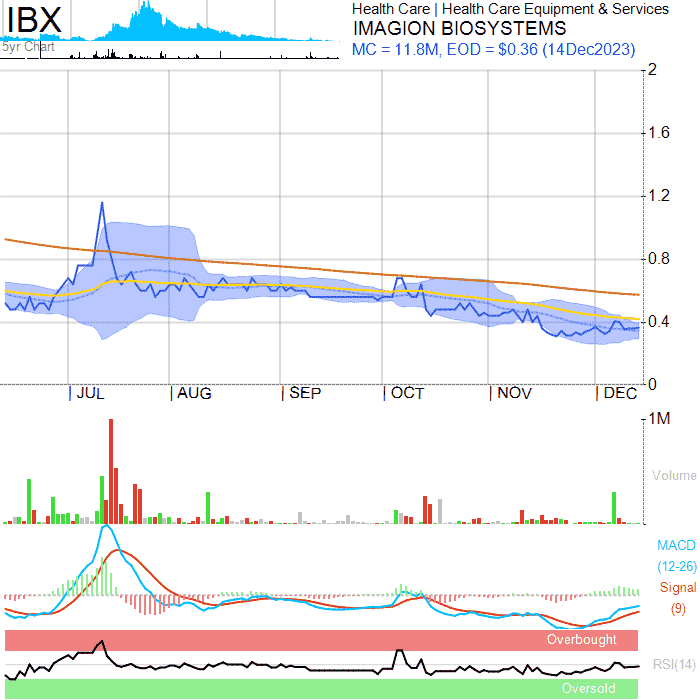 IBX
5yr Chart
Health Care | Health Care Equipment & Services
IMAGION BIOSYSTEMS
MC = 11.8M, EOD = $0.36 (14Dec2023)
2
1.6
1.2
0.8
0.4
0
| JUL | AUG | SEP | OCT | NOV | DEC
1M
Volume
MACD
(12-26)
Signal
(9)
Overbought
RSI(14)
Oversold